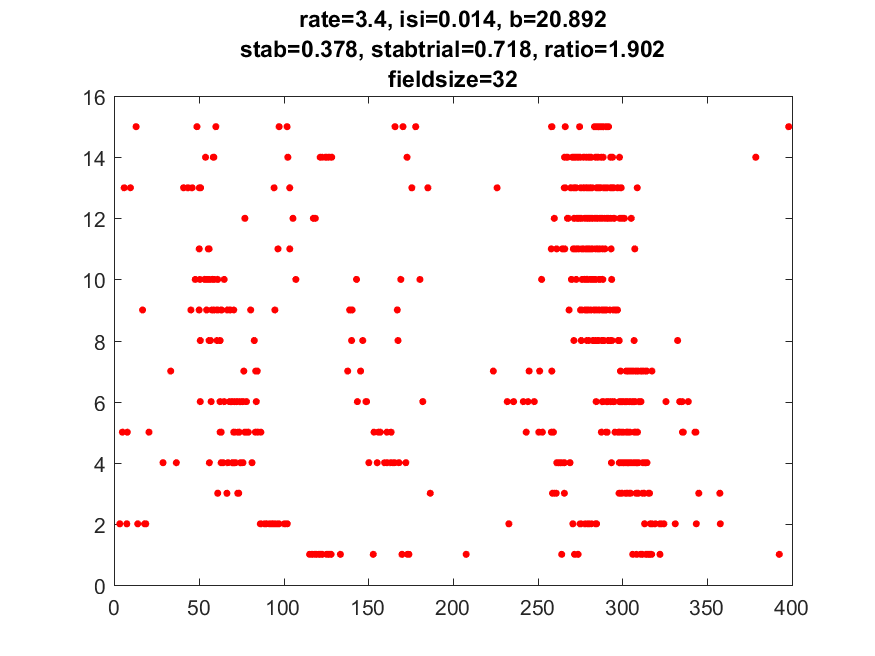 rate=3.4, isi=0.014, b=20.892
stab=0.378, stabtrial=0.718, ratio=1.902
fieldsize=32
16
14
12
10
8
6
4
2
0
0 50 100 150 200 250 300 350 400